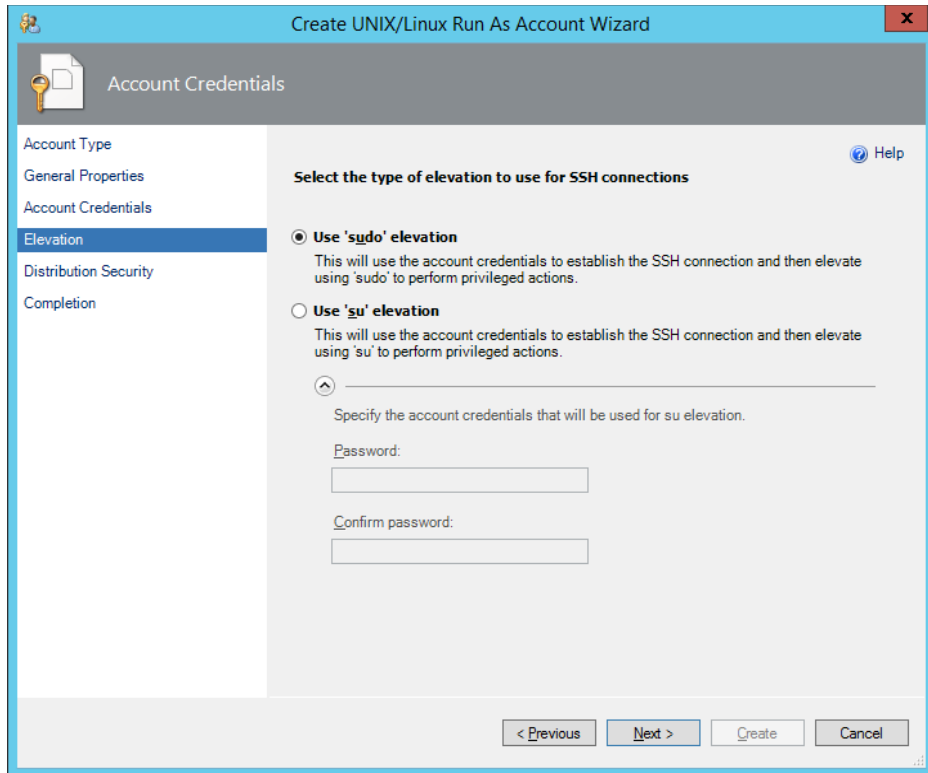 Create UNIX/Linux Run As Account Wizard
x
Account Credentials
Account Type
General Properties
Account Credentials
Elevation
Distribution Security
Completion
Help
Select the type of elevation to use for SSH connections
Use 'sudo' elevation
This will use the account credentials to establish the SSH connection and then elevate
using 'sudo' to perform privileged actions.
Use 'su' elevation
This will use the account credentials to establish the SSH connection and then elevate
using 'su' to perform privileged actions.
Specify the account credentials that will be used for su elevation.
Password:
Confirm password:
< Previous
Next >
Create
Cancel